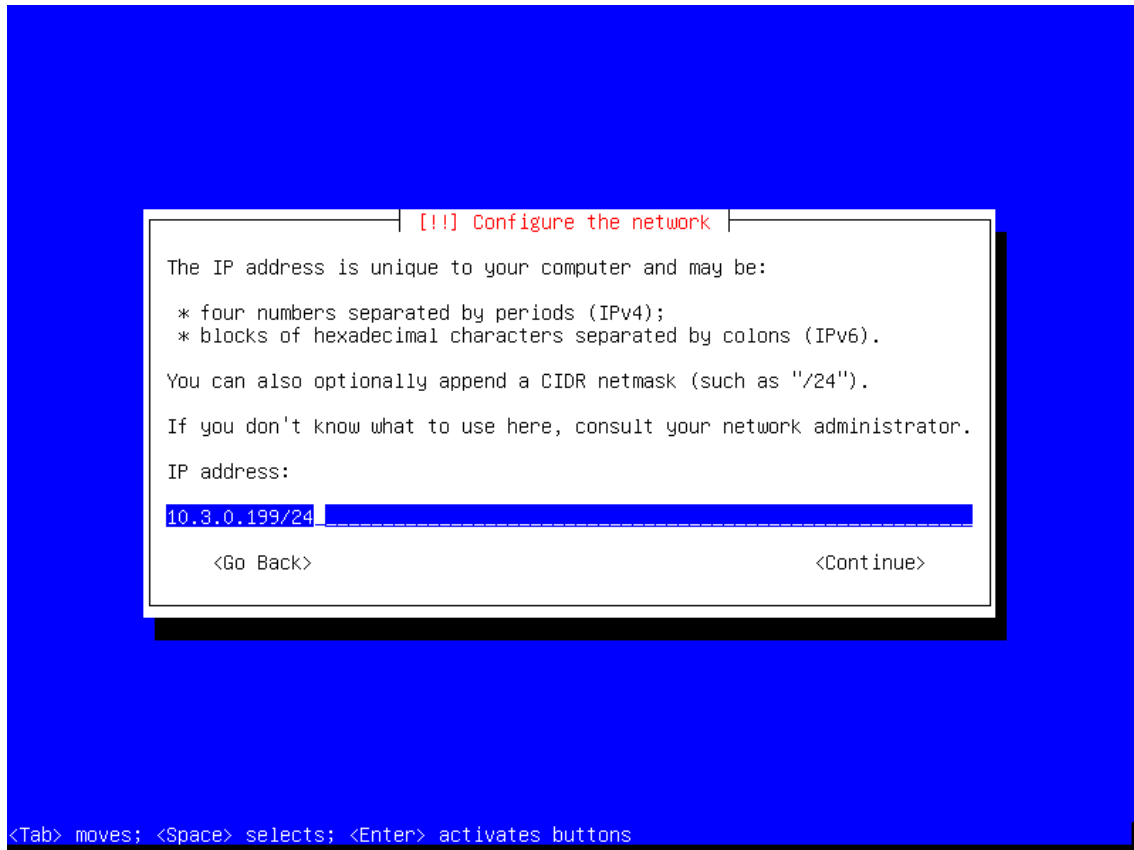 [!!] Configure the network
The IP address is unique to your computer and may be:
* four numbers separated by periods (IPv4);
* blocks of hexadecimal characters separated by colons (IPv6).
You can also optionally append a CIDR netmask (such as "/24").
If you don't know what to use here, consult your network administrator.
IP address:
10.3.0.199/24
<Go Back> <Continue>
<Tab> moves; <Space> selects; <Enter> activates buttons